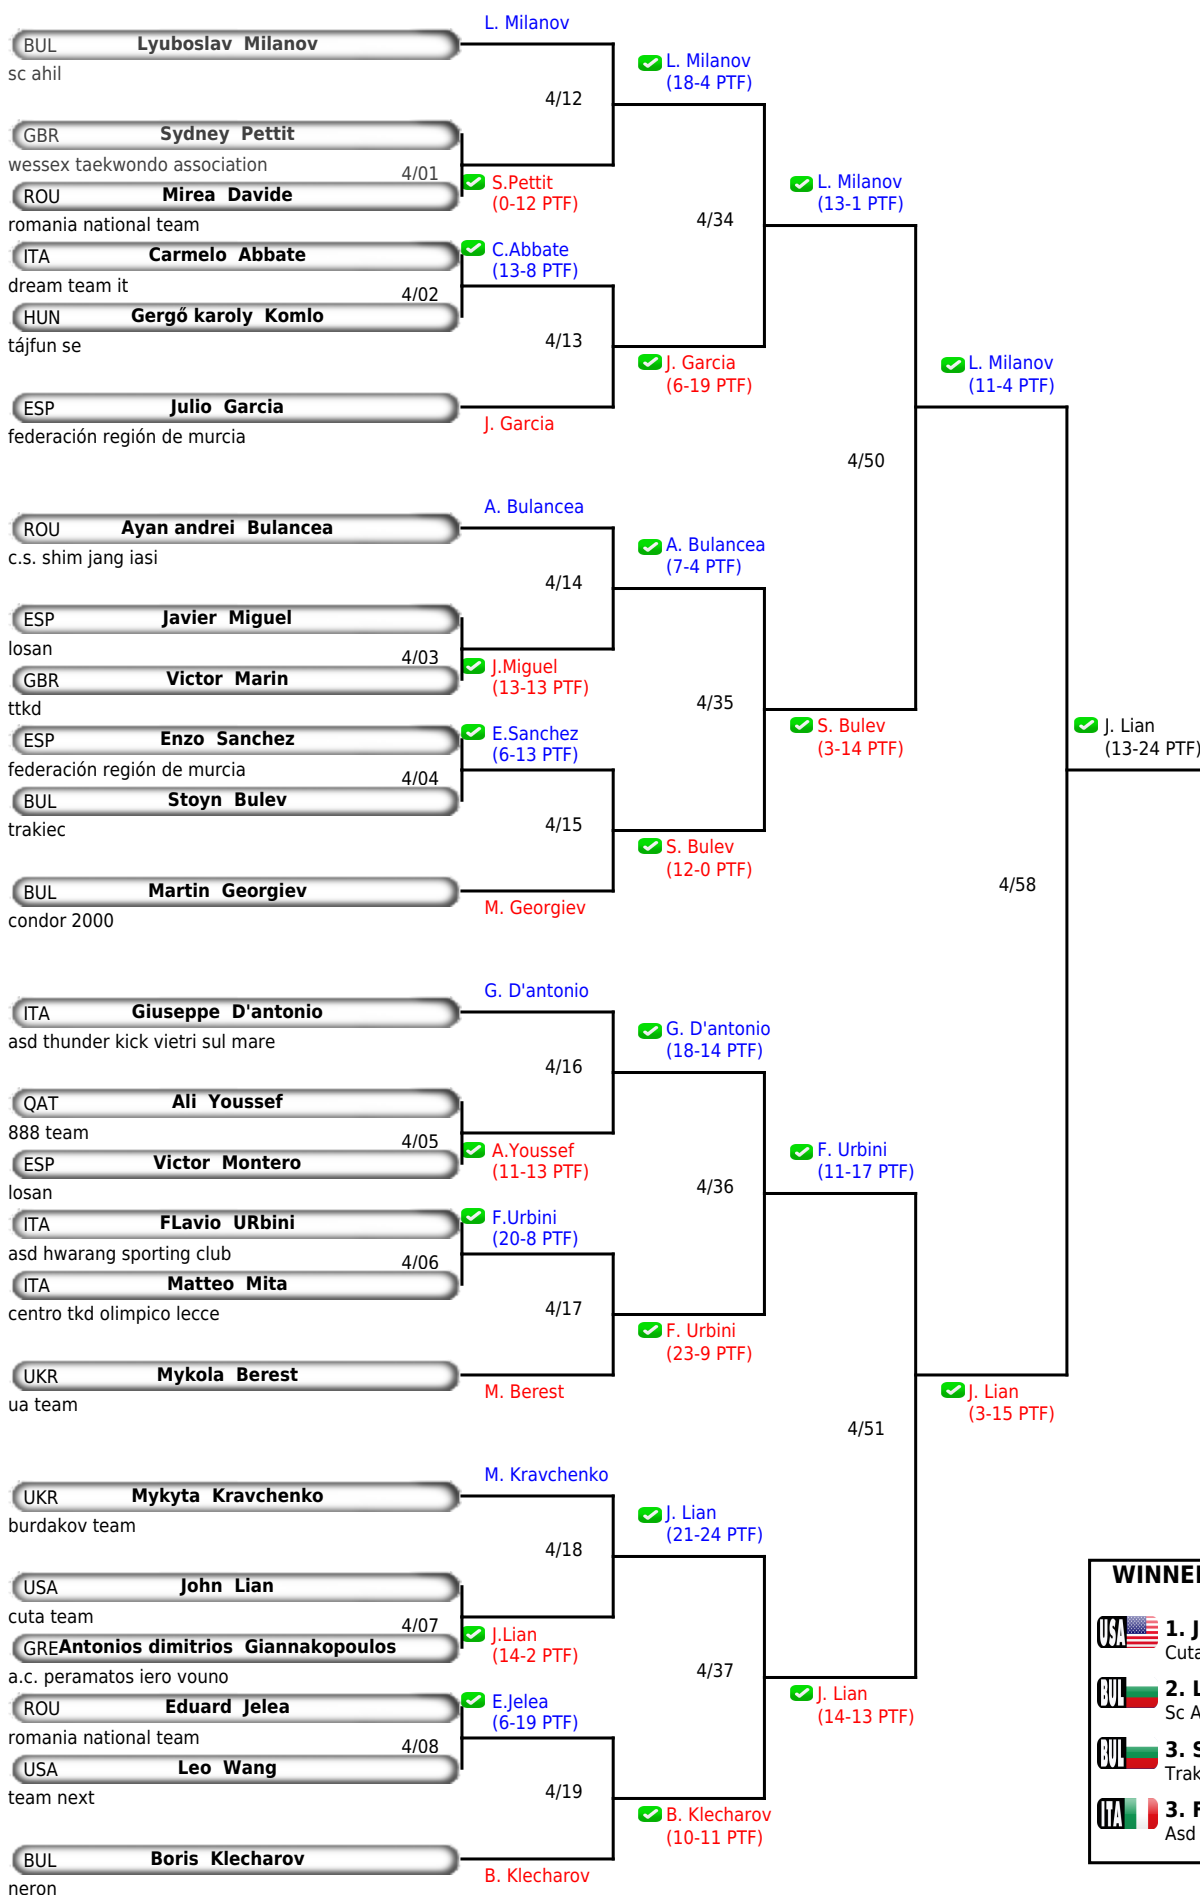 L. Milanov
BUL Lyuboslav Milanov
sc ahil
L. Milanov
(18-4 PTF)
4/12
GBR Sydney Pettit
wessex taekwondo association
4/01
S.Pettit
(0-12 PTF)
ROU Mirea Davide
romania national team
L. Milanov
(13-1 PTF)
4/34
ITA Carmelo Abbate
dream team it
C.Abbate
(13-8 PTF)
4/02
HUN Gergő karoly Komlo
tájfun se
4/13
J. Garcia
(6-19 PTF)
L. Milanov
(11-4 PTF)
ESP Julio Garcia
federación región de murcia
J. Garcia
4/50
A. Bulancea
ROU Ayan andrei Bulancea
c.s. shim jang iasi
A. Bulancea
(7-4 PTF)
4/14
ESP Javier Miguel
losan
4/03
J.Miguel
(13-13 PTF)
GBR Victor Marin
ttkd
4/35
ESP Enzo Sanchez
federación región de murcia
E.Sanchez
(6-13 PTF)
4/04
S. Bulev
(3-14 PTF)
J. Lian
(13-24 PTF)
BUL Stoyn Bulev
trakiec
4/15
S. Bulev
(12-0 PTF)
BUL Martin Georgiev
condor 2000
M. Georgiev
4/58
G. D'antonio
ITA Giuseppe D'antonio
asd thunder kick vietri sul mare
G. D'antonio
(18-14 PTF)
4/16
QAT Ali Youssef
888 team
4/05
A.Youssef
(11-13 PTF)
ESP Victor Montero
losan
F. Urbini
(11-17 PTF)
4/36
ITA FLavio URbini
asd hwarang sporting club
F.Urbini
(20-8 PTF)
4/06
ITA Matteo Mita
centro tkd olimpico lecce
4/17
F. Urbini
(23-9 PTF)
UKR Mykola Berest
ua team
M. Berest
J. Lian
(3-15 PTF)
4/51
M. Kravchenko
UKR Mykyta Kravchenko
burdakov team
J. Lian
(21-24 PTF)
4/18
USA John Lian
cuta team
4/07
J.Lian
(14-2 PTF)
GRE Antonios dimitrios Giannakopoulos
a.c. peramatos iero vouno
4/37
ROU Eduard Jelea
romania national team
E.Jelea
(6-19 PTF)
4/08
J. Lian
(14-13 PTF)
USA Leo Wang
team next
4/19
B. Klecharov
(10-11 PTF)
BUL Boris Klecharov
neron
B. Klecharov
WINNE
USA 1. J
Cuta
BUL 2. L
Sc A
BUL 3. S
Trak
ITA 3. F
Asd